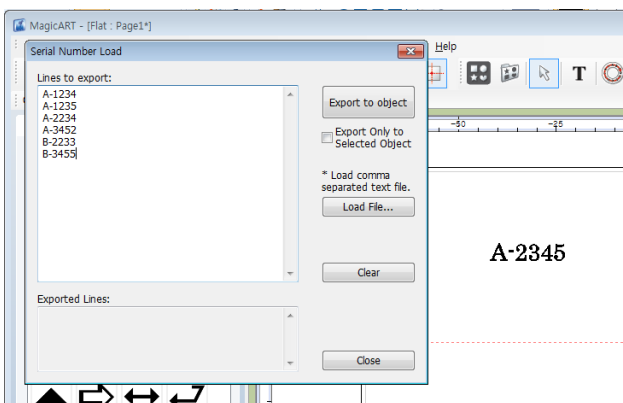 MagicART - [Flat : Page1*]
Serial Number Load
Help
Lines to export:
A-1234
A-1235
A-2234
A-3452
B-2233
B-3455
Export to object
Export Only to
Selected Object
* Load comma
separated text file.
Load File...
Clear
Exported Lines:
Close
T
-50
-25
A-2345